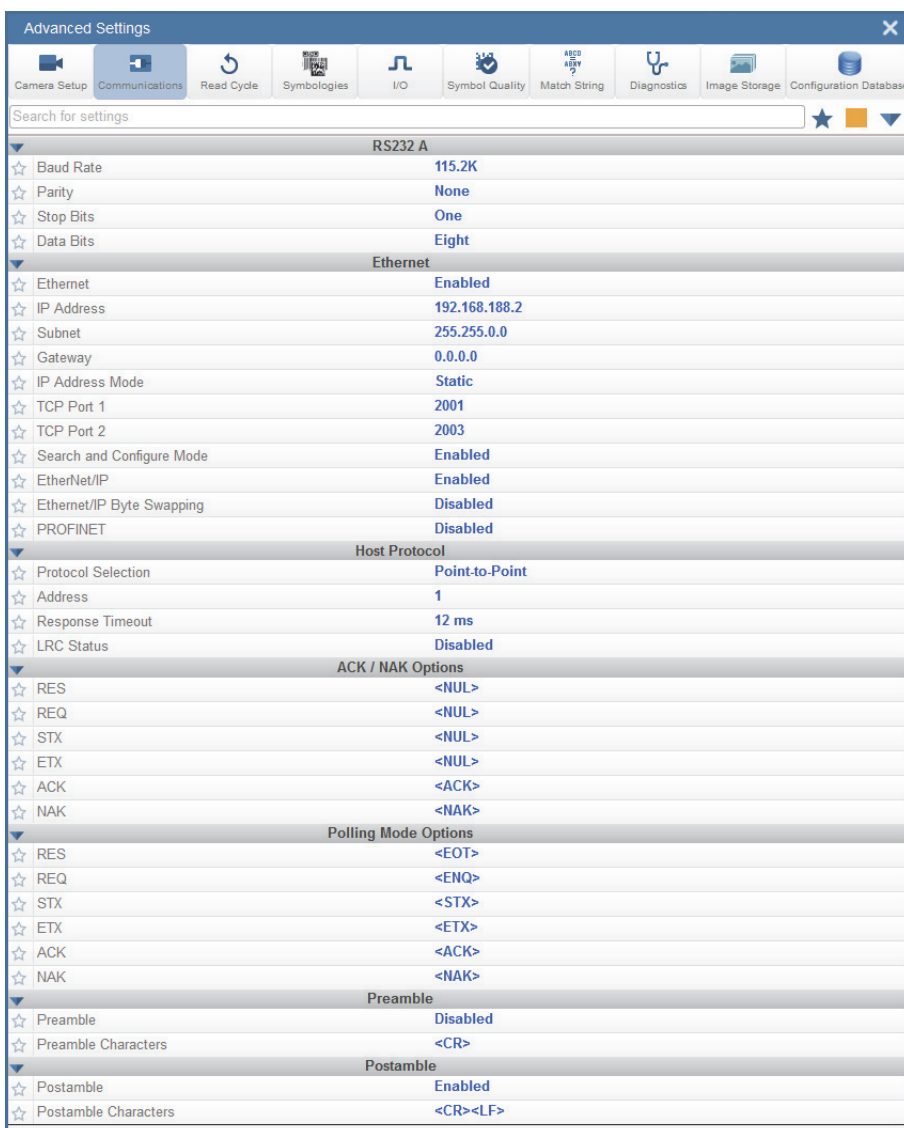 Advanced Settings
Camera Setup Communications Read Cycle Symbologies I/O Symbol Quality Match String Diagnostics Image Storage Configuration Database
Search for settings
RS232 A
Baud Rate 115.2K
Parity None
Stop Bits One
Data Bits Eight
Ethernet
Ethernet Enabled
IP Address 192.168.188.2
Subnet 255.255.0.0
Gateway 0.0.0.0
IP Address Mode Static
TCP Port 1 2001
TCP Port 2 2003
Search and Configure Mode Enabled
EtherNet/IP Enabled
Ethernet/IP Byte Swapping Disabled
PROFINET Disabled
Host Protocol
Protocol Selection Point-to-Point
Address 1
Response Timeout 12 ms
LRC Status Disabled
ACK / NAK Options
RES <NUL>
REQ <NUL>
STX <NUL>
ETX <NUL>
ACK <ACK>
NAK <NAK>
Polling Mode Options
RES <EOT>
REQ <ENQ>
STX <STX>
ETX <ETX>
ACK <ACK>
NAK <NAK>
Preamble
Preamble Disabled
Preamble Characters <CR>
Postamble
Postamble Enabled
Postamble Characters <CR><LF>